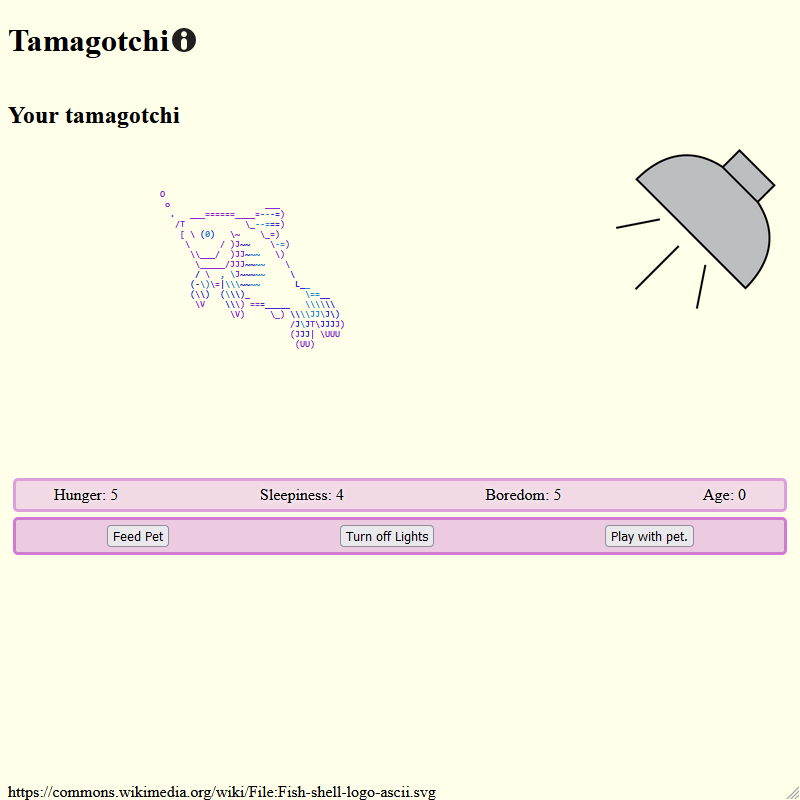 Tamagotchi
Your tamagotchi
Hunger: 5 Sleepiness: 4 Boredom: 5 Age: 0
Feed Pet Turn off Lights Play with pet.
https://commons.wikimedia.org/wiki/File:Fish-shell-logo-ascii.svg